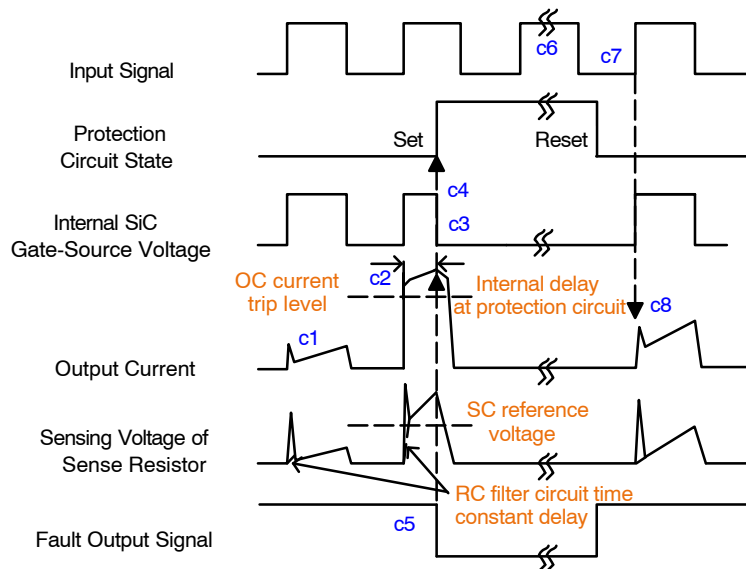 c6
c7
Input Signal
Protection
Circuit State
Set
Reset
c4
c3
Internal SiC
Gate-Source Voltage
c2
OC current
trip level
Internal delay
at protection circuit
c1
c8
Output Current
SC reference
voltage
Sensing Voltage of
Sense Resistor
RC filter circuit time
constant delay
c5
Fault Output Signal